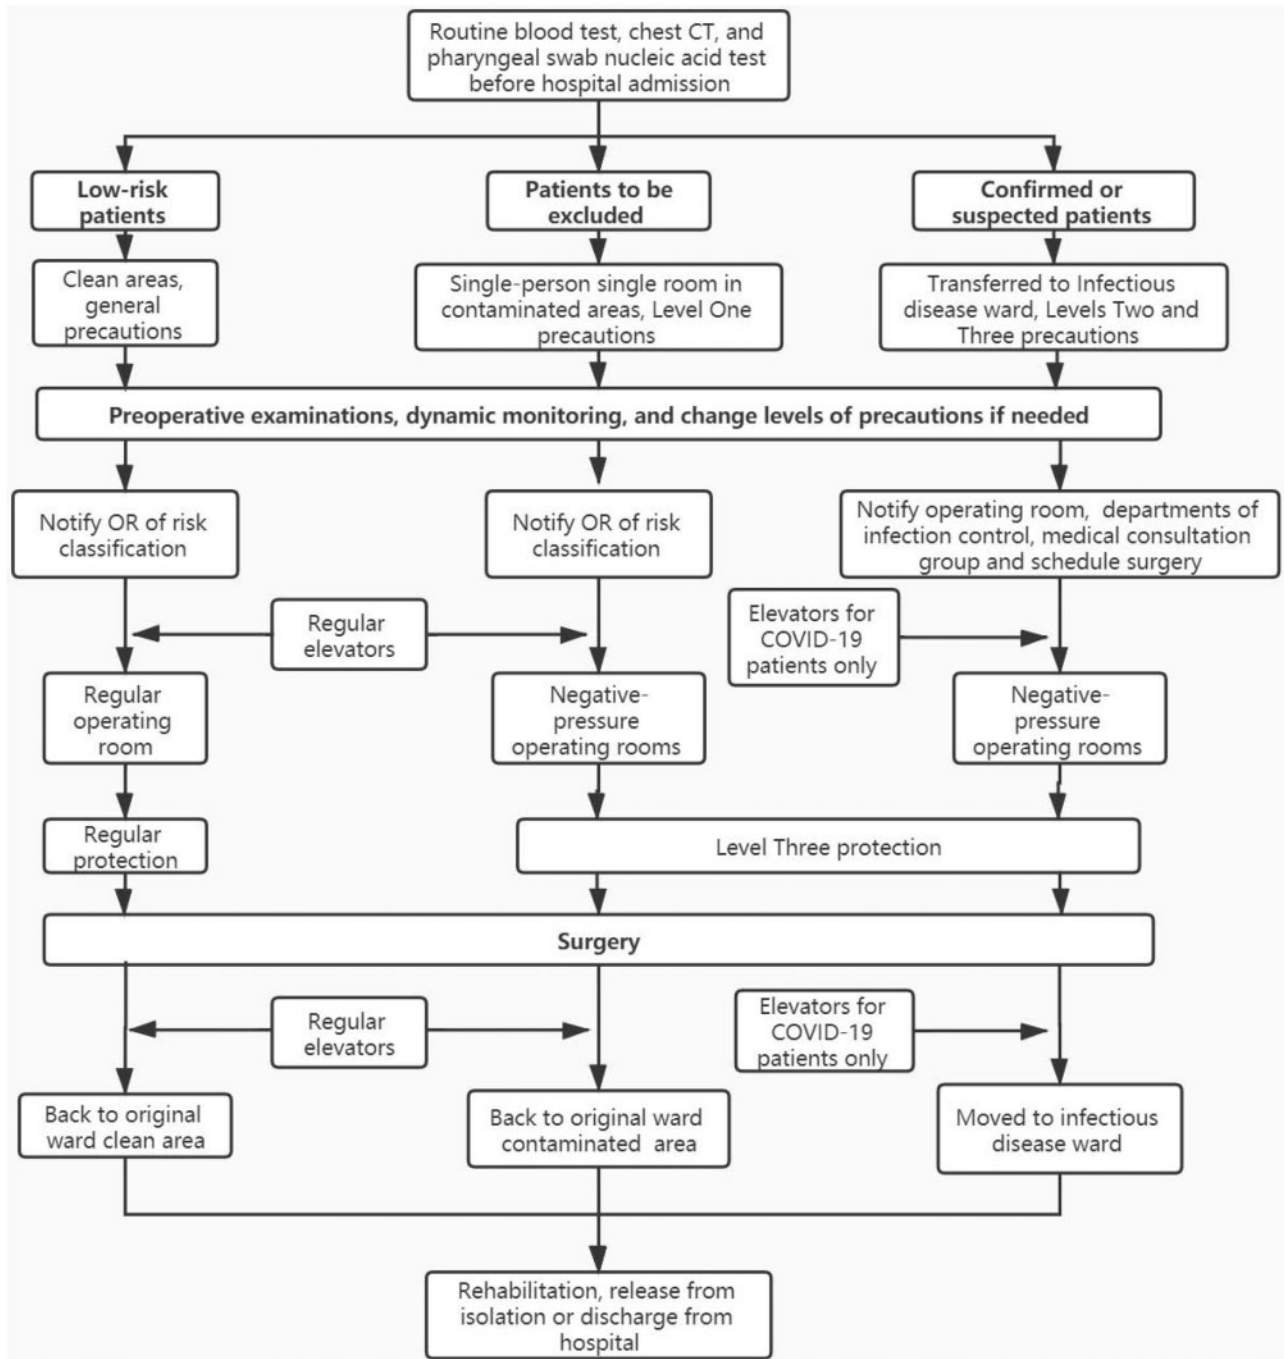 Routine blood test, chest CT, and
pharyngeal swab nucleic acid test
before hospital admission
Low-risk
patients
Patients to be
excluded
Confirmed or
suspected patients
Clean areas,
general
precautions
Single-person single room in
contaminated areas, Level One
precautions
Transferred to Infectious
disease ward, Levels Two and
Three precautions
Preoperative examinations, dynamic monitoring, and change levels of precautions if needed
Notify OR of risk
classification
Notify OR of risk
classification
Notify operating room, departments of
infection control, medical consultation
group and schedule surgery
Regular
elevators
Elevators for
COVID-19
patients only
Regular
operating
room
Negative-
pressure
operating rooms
Negative-
pressure
operating rooms
Regular
protection
Level Three protection
Surgery
Regular
elevators
Elevators for
COVID-19
patients only
Back to original
ward clean area
Back to original ward
contaminated area
Moved to infectious
disease ward
Rehabilitation, release from
isolation or discharge from
hospital